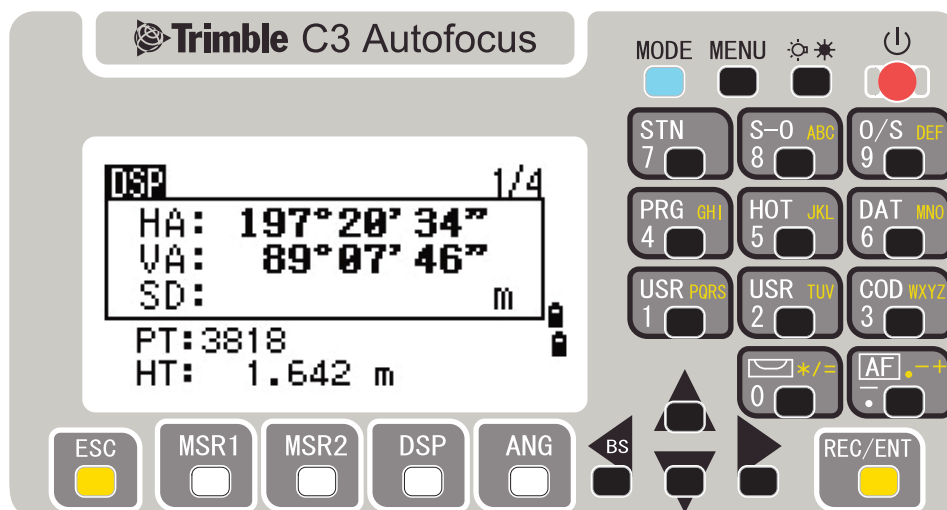 Trimble C3 Autofocus
MODE MENU
STN 7
S-O ABC 8
O/S DEF 9
DSP 1/4
HA: 197°20'34"
VA: 89°07'46"
SD: m
PT:3818
HT: 1.642 m
PRG GHI 4
HOT JKL 5
DAT MNO 6
USR PQRS 1
USR TUV 2
COD WXYZ 3
*/= 0
AF .-+
ESC
MSR1
MSR2
DSP
ANG
BS
REC/ENT